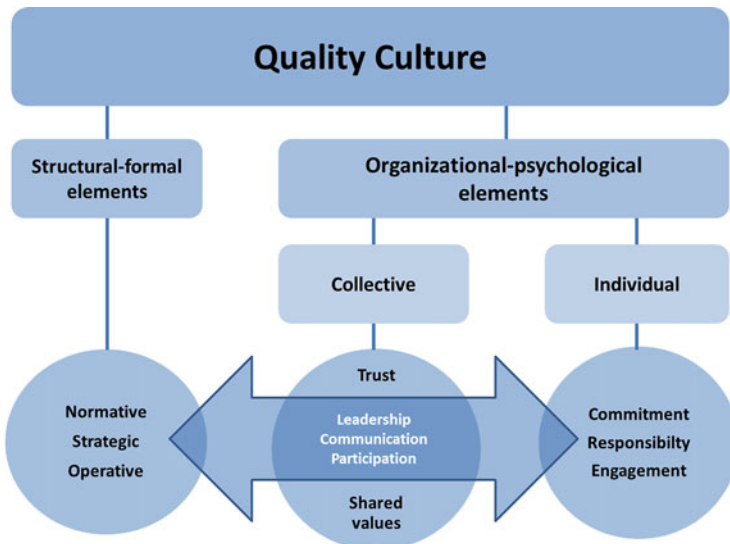 Quality Culture
Structural-formal
elements
Organizational-psychological
elements
Collective
Individual
Normative
Strategic
Operative
Trust
Leadership
Communication
Participation
Shared
values
Commitment
Responsibilty
Engagement